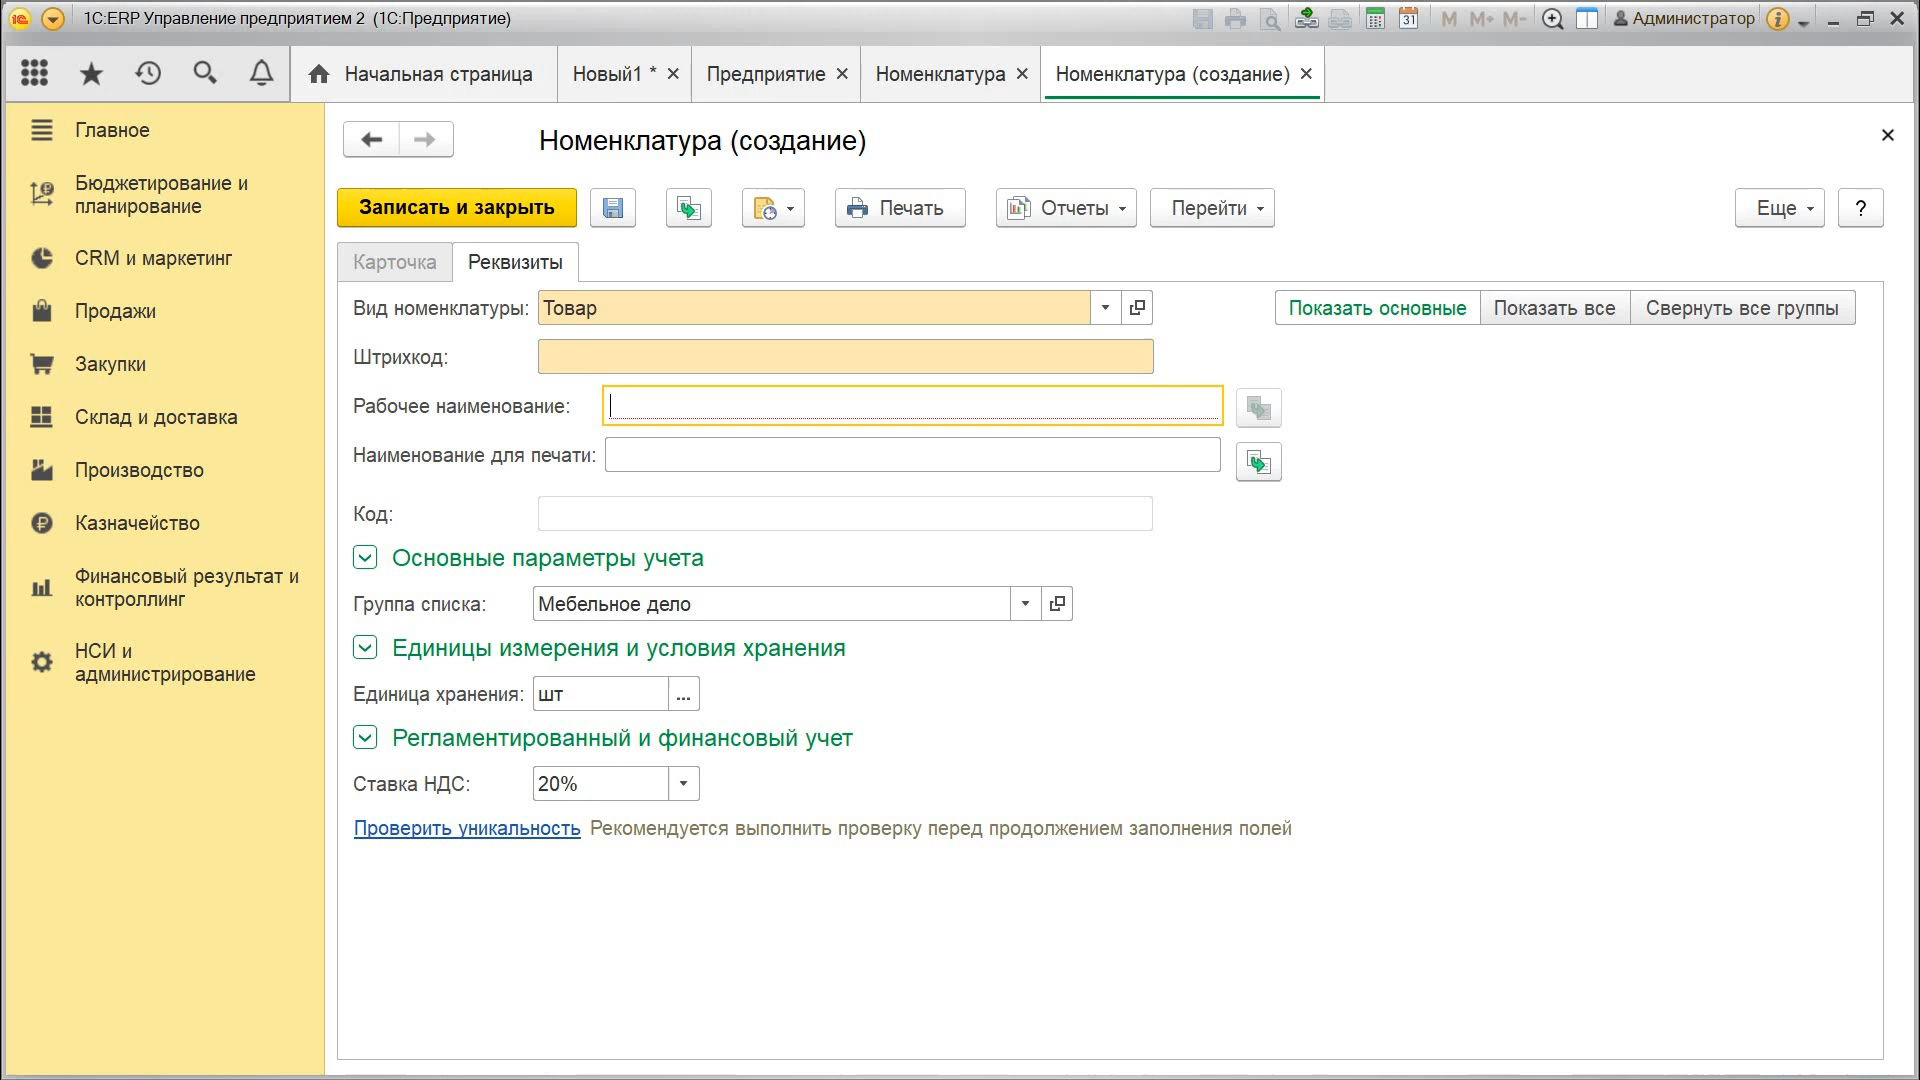 1С:ERP Управление предприятием 2 (1С:Предприятие)
M M+ M- Администратор
31
Начальная страница
Новый1 *
Предприятие
Номенклатура
Номенклатура (создание)
Главное
Бюджетирование и
планирование
CRM и маркетинг
Продажи
Закупки
Склад и доставка
Производство
Казначейство
Финансовый результат и
контроллинг
НСИ и
администрирование
Номенклатура (создание)
Записать и закрыть
Печать
Отчеты
Перейти
Еще
?
Карточка
Реквизиты
Вид номенклатуры: Товар
Показать основные
Показать все
Свернуть все группы
Штрихкод:
Рабочее наименование:
Наименование для печати:
Код:
Основные параметры учета
Группа списка: Мебельное дело
Единицы измерения и условия хранения
Единица хранения: шт ...
Регламентированный и финансовый учет
Ставка НДС: 20%
Проверить уникальность Рекомендуется выполнить проверку перед продолжением заполнения полей